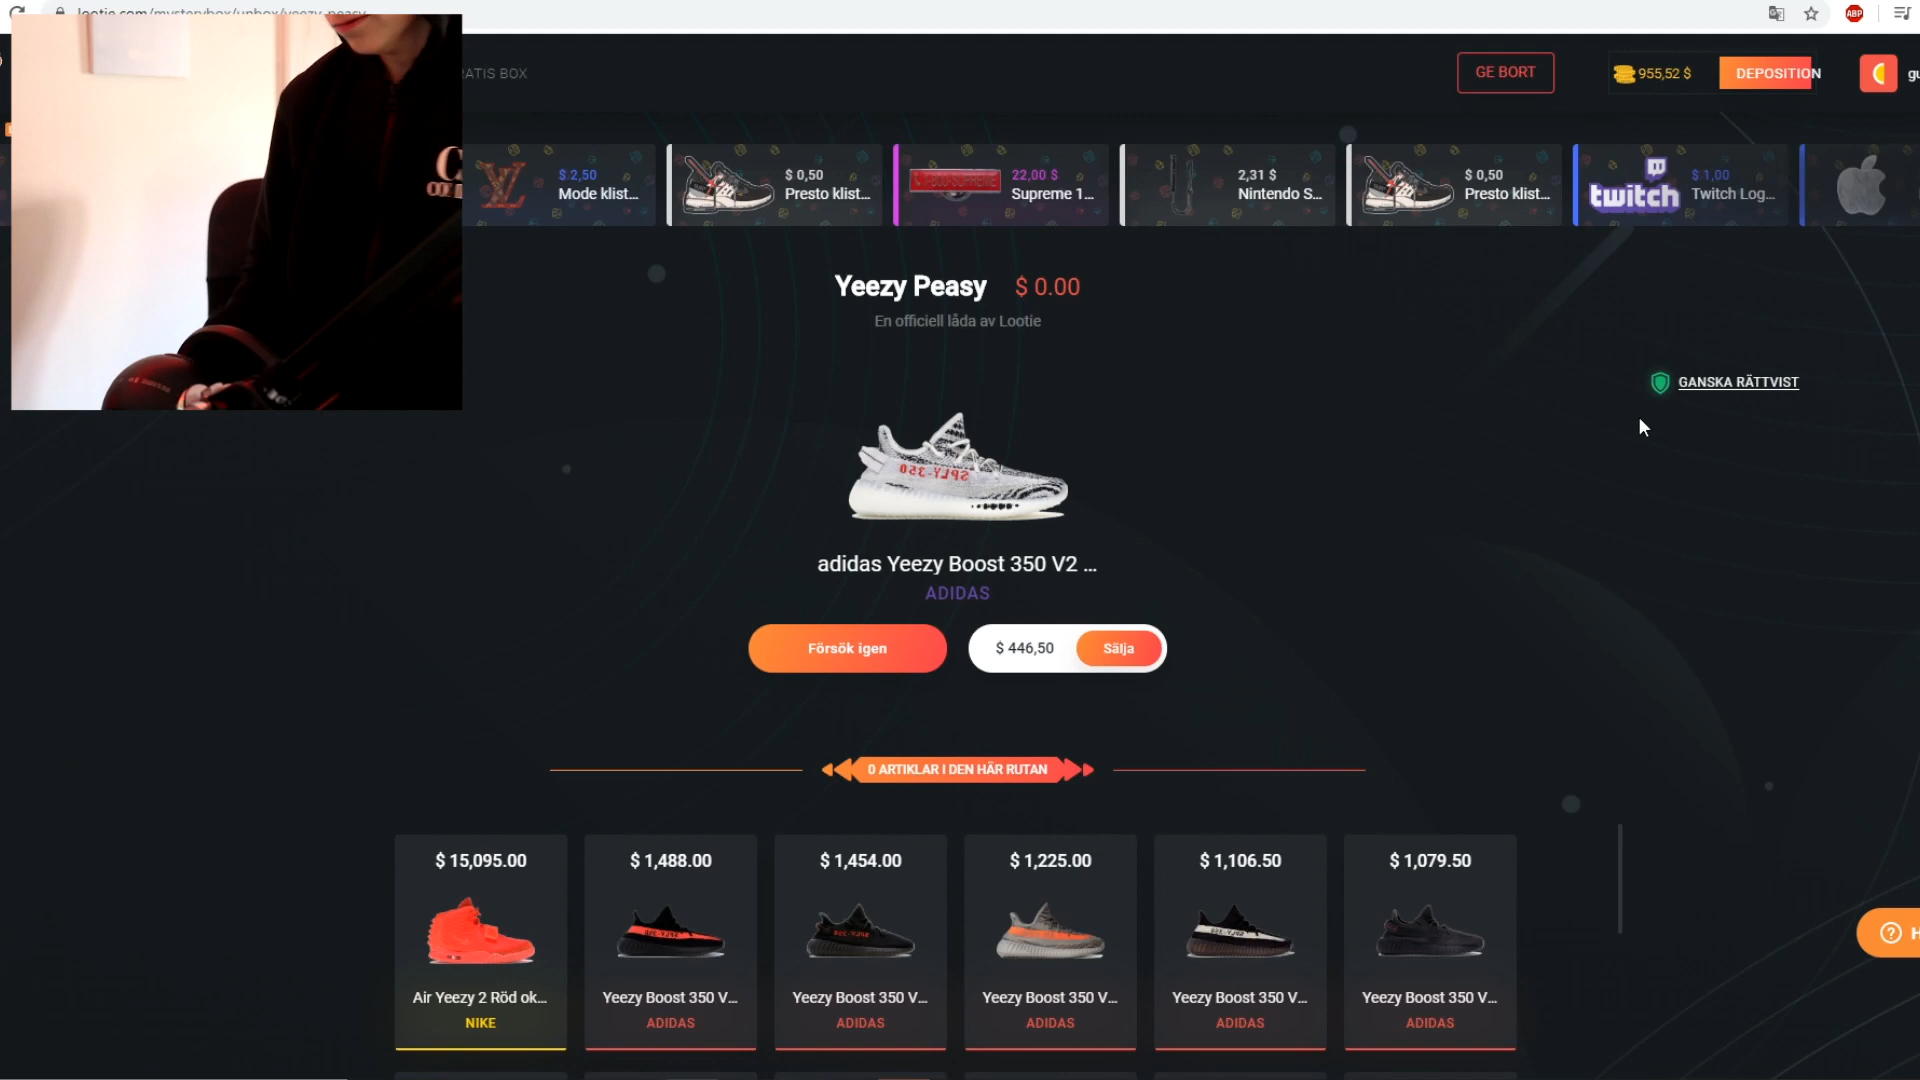 RATIS BOX
GE BORT
955,52 $
DEPOSITION
gu
$ 2,50
Mode klist...
$ 0,50
Presto klist...
22,00 $
Supreme 1...
2,31 $
Nintendo S...
$ 0,50
Presto klist...
twitch
$ 1,00
Twitch Log...
Yeezy Peasy $ 0.00
En officiell låda av Lootie
GANSKA RÄTTVIST
adidas Yeezy Boost 350 V2 ...
ADIDAS
Försök igen
$ 446,50
Sälja
0 ARTIKLAR I DEN HÄR RUTAN
$ 15,095.00
$ 1,488.00
$ 1,454.00
$ 1,225.00
$ 1,106.50
$ 1,079.50
Air Yeezy 2 Röd ok...
Yeezy Boost 350 V...
Yeezy Boost 350 V...
Yeezy Boost 350 V...
Yeezy Boost 350 V...
Yeezy Boost 350 V...
NIKE
ADIDAS
ADIDAS
ADIDAS
ADIDAS
ADIDAS
ABP
H